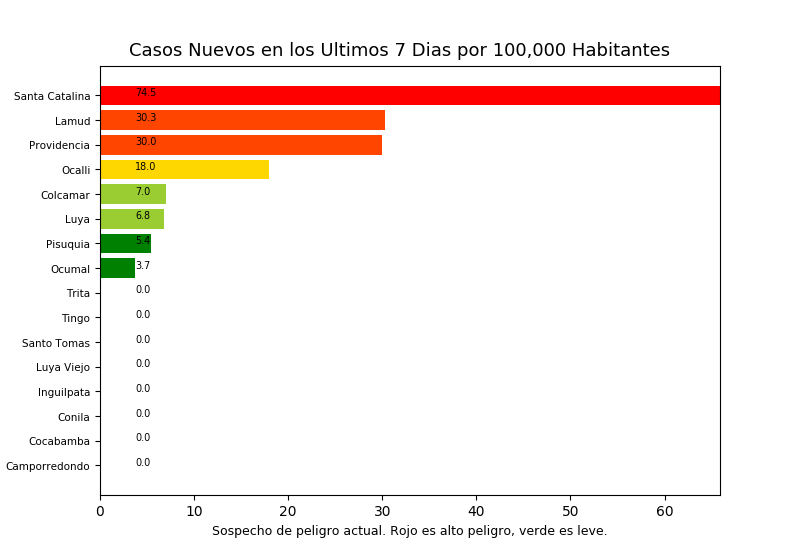 Casos Nuevos en los Ultimos 7 Dias por 100,000 Habitantes
Santa Catalina 74.5
Lamud 30.3
Providencia 30.0
Ocalli 18.0
Colcamar 7.0
Luya 6.8
Pisuquia 5.4
Ocumal 3.7
Trita 0.0
Tingo 0.0
Santo Tomas 0.0
Luya Viejo 0.0
Inguilpata 0.0
Conila 0.0
Cocabamba 0.0
Camporredondo 0.0
0 10 20 30 40 50 60
Sospecho de peligro actual. Rojo es alto peligro, verde es leve.